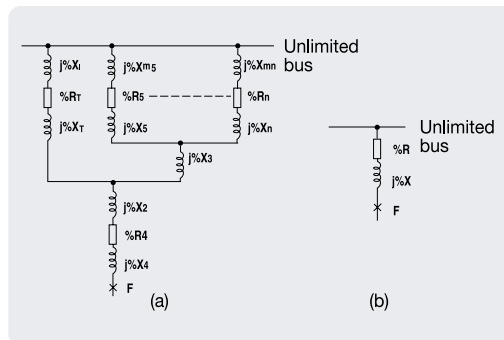 Unlimited
bus
j%Xl j%Xm5 j%Xmn
%RT %R5 %Rn
j%XT j%X5 j%Xn
j%X3
j%X2
%R4
j%X4
F
(a)
Unlimited
bus
%R
j%X
F
(b)